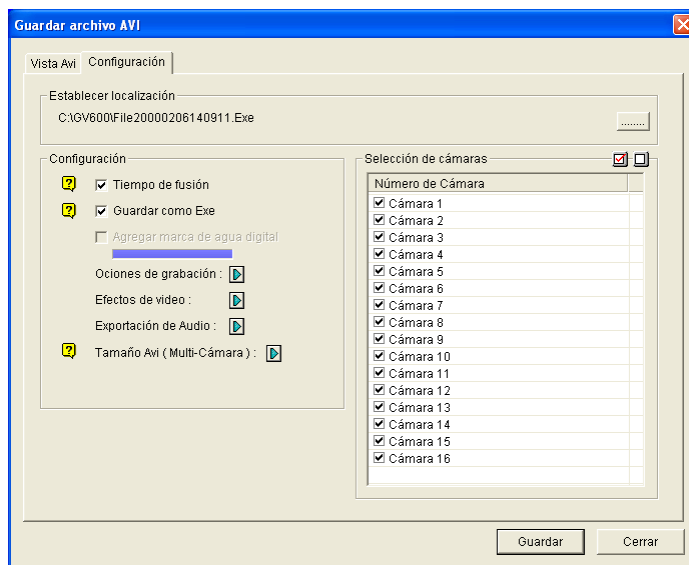 Guardar archivo AVI
Vista Avi
Configuración
Establecer localización
C:\GV600\File20000206140911.Exe
........
Configuración
Tiempo de fusión
Guardar como Exe
Agregar marca de agua digital
Ociones de grabación :
Efectos de video :
Exportación de Audio :
Tamaño Avi ( Multi-Cámara ) :
Selección de cámaras
Número de Cámara
Cámara 1
Cámara 2
Cámara 3
Cámara 4
Cámara 5
Cámara 6
Cámara 7
Cámara 8
Cámara 9
Cámara 10
Cámara 11
Cámara 12
Cámara 13
Cámara 14
Cámara 15
Cámara 16
Guardar
Cerrar